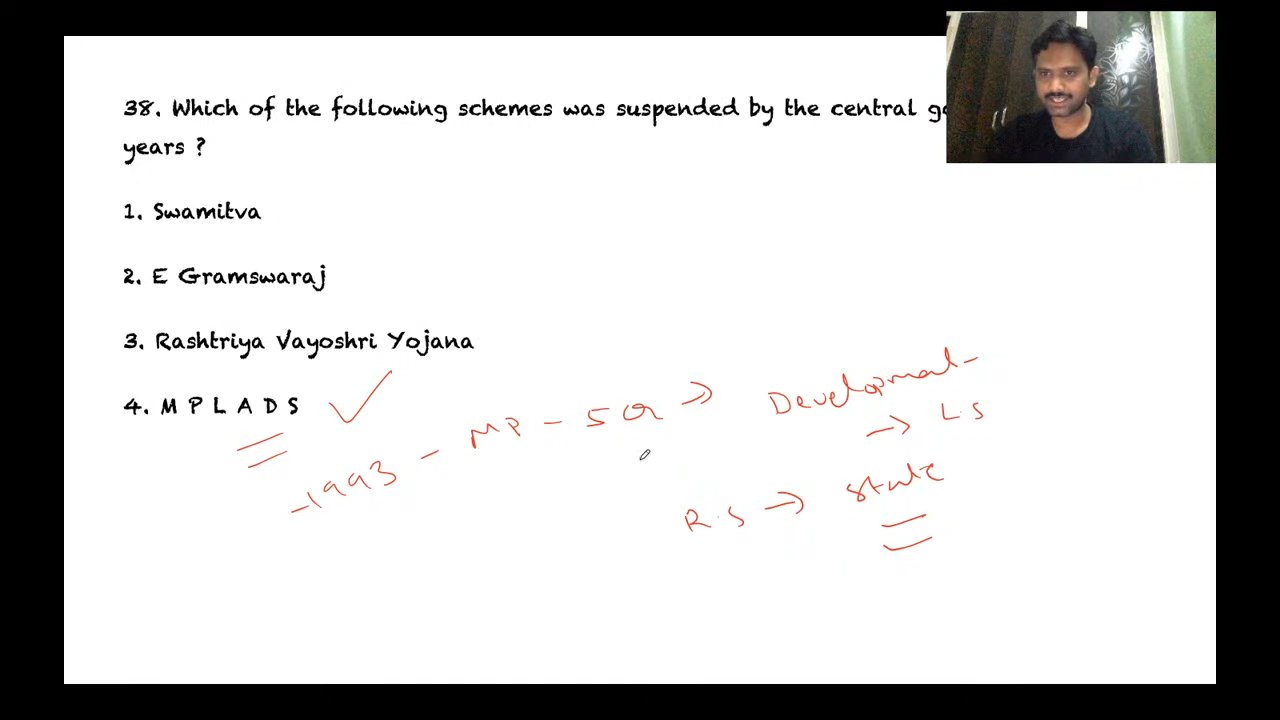 38. Which of the following schemes was suspended by the central
years ?
1. Swamitva
2. E Gramswaraj
3. Rashtriya Vayoshri Yojana
4. M P L A D S
-1993 - MP - 5 Cr → Development
→ L.S
R.S → State